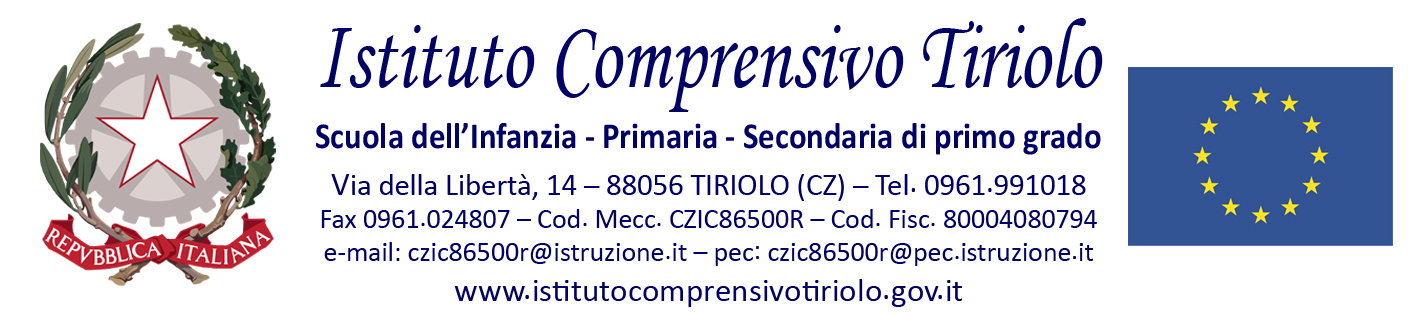 Istituto Comprensivo Tiriolo
Scuola dell'Infanzia - Primaria - Secondaria di primo grado
Via della Libertà, 14 – 88056 TIRIOLO (CZ) – Tel. 0961.991018
Fax 0961.024807 – Cod. Mecc. CZIC86500R – Cod. Fisc. 80004080794
e-mail: czic86500r@istruzione.it – pec: czic86500r@pec.istruzione.it
www.istitutocomprensivotiriolo.gov.it
REPVBBLICA ITALIANA